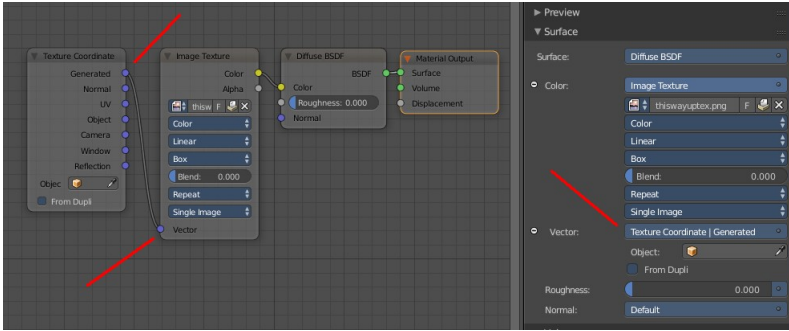 Texture Coordinate
Generated
Normal
UV
Object
Camera
Window
Reflection
Objec
From Dupli
Image Texture
Color
Alpha
thisw F
Color
Linear
Box
Blend: 0.000
Repeat
Single Image
Vector
Diffuse BSDF
BSDF
Color
Roughness: 0.000
Normal
Material Output
Surface
Volume
Displacement
Preview
Surface
Surface: Diffuse BSDF
Color: Image Texture
thiswayuptex.png F
Color
Linear
Box
Blend: 0.000
Repeat
Single Image
Vector: Texture Coordinate | Generated
Object:
From Dupli
Roughness: 0.000
Normal: Default